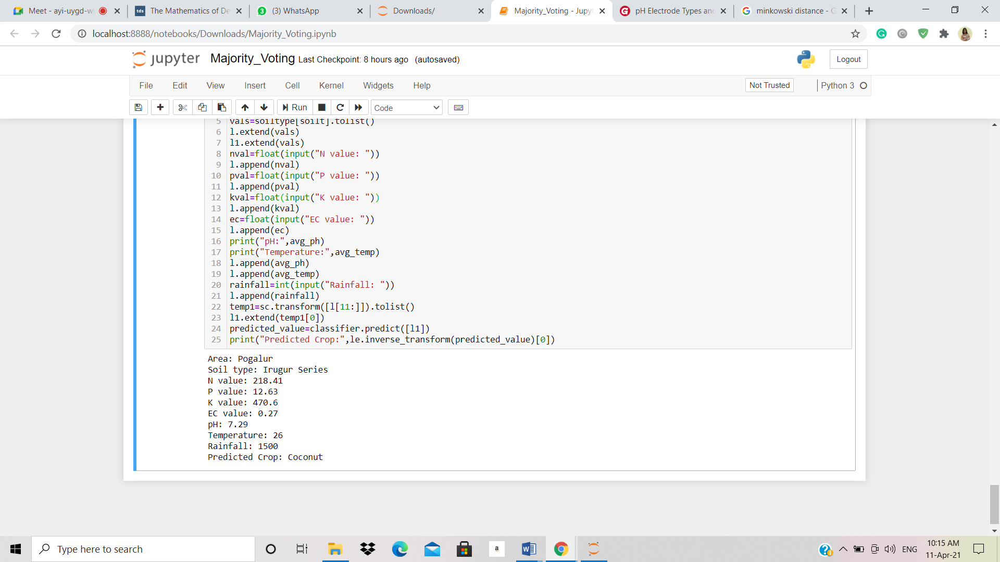 Meet - ayi-uygd-wi
The Mathematics of De
(3) WhatsApp
Downloads/
Majority_Voting - Jupyt
pH Electrode Types and
minkowski distance - G
localhost:8888/notebooks/Downloads/Majority_Voting.ipynb
jupyter Majority_Voting Last Checkpoint: 8 hours ago (autosaved)
Logout
File Edit View Insert Cell Kernel Widgets Help
Not Trusted
Python 3
Run
Code
5 vals=soiltype[soilt].tolist()
6 l.extend(vals)
7 l1.extend(vals)
8 nval=float(input("N value: "))
9 l.append(nval)
10 pval=float(input("P value: "))
11 l.append(pval)
12 kval=float(input("K value: "))
13 l.append(kval)
14 ec=float(input("EC value: "))
15 l.append(ec)
16 print("pH:",avg_ph)
17 print("Temperature:",avg_temp)
18 l.append(avg_ph)
19 l.append(avg_temp)
20 rainfall=int(input("Rainfall: "))
21 l.append(rainfall)
22 temp1=sc.transform([l[11:]]).tolist()
23 l1.extend(temp1[0])
24 predicted_value=classifier.predict([l1])
25 print("Predicted Crop:",le.inverse_transform(predicted_value)[0])
Area: Pogalur
Soil type: Irugur Series
N value: 218.41
P value: 12.63
K value: 470.6
EC value: 0.27
pH: 7.29
Temperature: 26
Rainfall: 1500
Predicted Crop: Coconut
Type here to search
ENG
10:15 AM
11-Apr-21